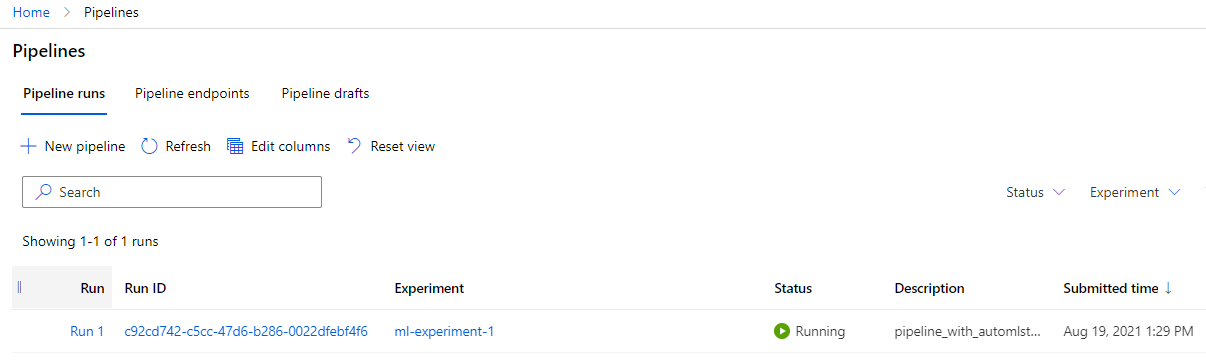 Home > Pipelines
Pipelines
Pipeline runs Pipeline endpoints Pipeline drafts
New pipeline Refresh Edit columns Reset view
Search Status Experiment
Showing 1-1 of 1 runs
Run Run ID Experiment Status Description Submitted time ↓
Run 1 c92cd742-c5cc-47d6-b286-0022dfebf4f6 ml-experiment-1 Running pipeline_with_automlst... Aug 19, 2021 1:29 PM